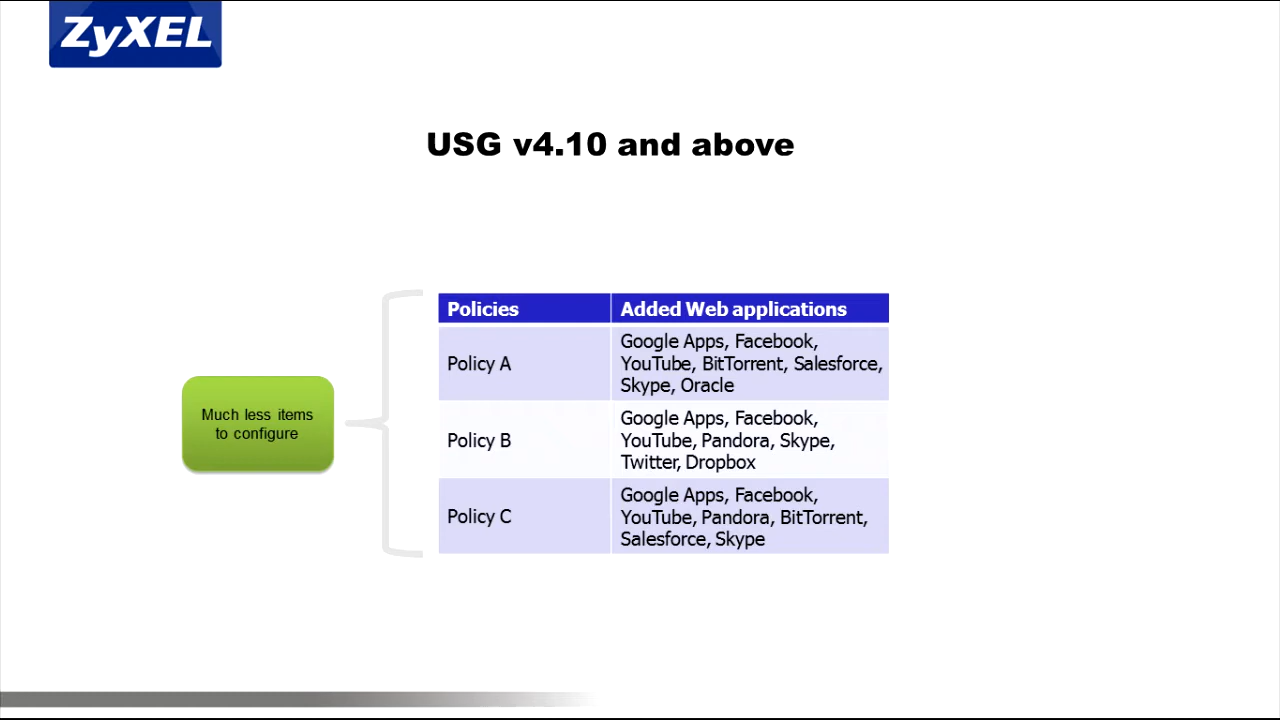 ZyXEL
USG v4.10 and above
Much less items
to configure
Policies
Added Web applications
Policy A
Google Apps, Facebook,
YouTube, BitTorrent, Salesforce,
Skype, Oracle
Policy B
Google Apps, Facebook,
YouTube, Pandora, Skype,
Twitter, Dropbox
Policy C
Google Apps, Facebook,
YouTube, Pandora, BitTorrent,
Salesforce, Skype